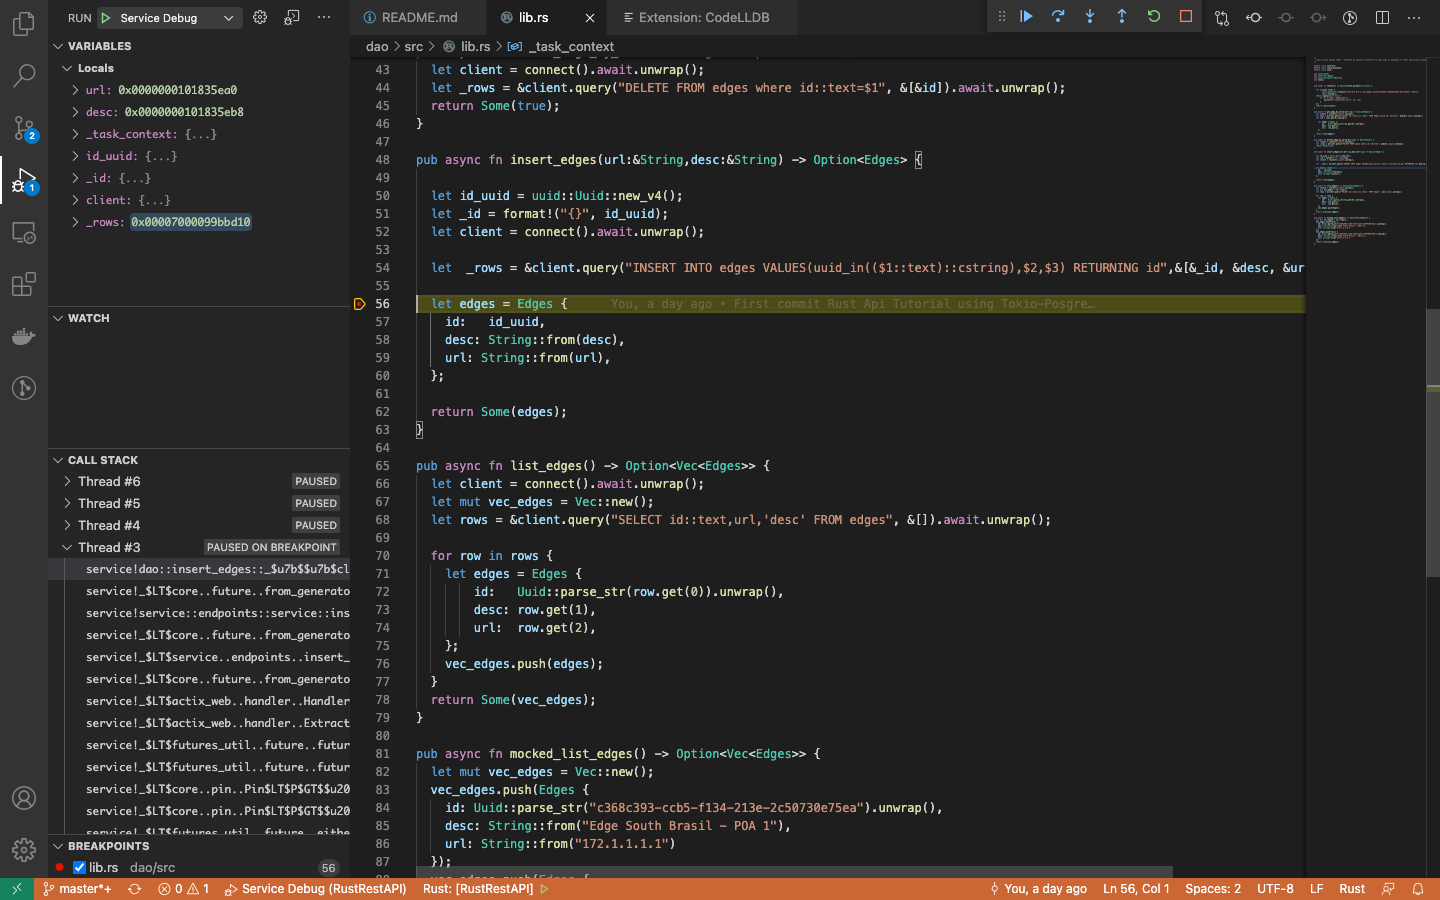 RUN Service Debug
VARIABLES
Locals
url: 0x0000000101835ea0
desc: 0x0000000101835eb8
_task_context: {...}
id_uuid: {...}
_id: {...}
client: {...}
_rows: 0x00007000099bbd10
WATCH
CALL STACK
Thread #6 PAUSED
Thread #5 PAUSED
Thread #4 PAUSED
Thread #3 PAUSED ON BREAKPOINT
service!dao::insert_edges::_$u7b$$u7b$cl
service!_$LT$core..future..from_generato
service!service::endpoints::service::ins
service!_$LT$core..future..from_generato
service!_$LT$service..endpoints..insert_
service!_$LT$core..future..from_generato
service!_$LT$actix_web..handler..Handler
service!_$LT$actix_web..handler..Extract
service!_$LT$futures_util..future..futur
service!_$LT$futures_util..future..futur
service!_$LT$core..pin..Pin$LT$P$GT$$u20
service!_$LT$core..pin..Pin$LT$P$GT$$u20
service!_$LT$futures_util..future..eithe
BREAKPOINTS
lib.rs dao/src 56
2
1
README.md lib.rs Extension: CodeLLDB
dao > src > lib.rs > _task_context
43 let client = connect().await.unwrap();
44 let _rows = &client.query("DELETE FROM edges where id::text=$1", &[&id]).await.unwrap();
45 return Some(true);
46 }
47
48 pub async fn insert_edges(url:&String,desc:&String) -> Option<Edges> {
49
50 let id_uuid = uuid::Uuid::new_v4();
51 let _id = format!("{}", id_uuid);
52 let client = connect().await.unwrap();
53
54 let  _rows = &client.query("INSERT INTO edges VALUES(uuid_in(($1::text)::cstring),$2,$3) RETURNING id",&[&_id, &desc, &ur
55
56 let edges = Edges { You, a day ago • First commit Rust Api Tutorial using Tokio-Posgre…
57 id:   id_uuid,
58 desc: String::from(desc),
59 url: String::from(url),
60 };
61
62 return Some(edges);
63 }
64
65 pub async fn list_edges() -> Option<Vec<Edges>> {
66 let client = connect().await.unwrap();
67 let mut vec_edges = Vec::new();
68 let rows = &client.query("SELECT id::text,url,'desc' FROM edges", &[]).await.unwrap();
69
70 for row in rows {
71 let edges = Edges {
72 id:   Uuid::parse_str(row.get(0)).unwrap(),
73 desc: row.get(1),
74 url:  row.get(2),
75 };
76 vec_edges.push(edges);
77 }
78 return Some(vec_edges);
79 }
80
81 pub async fn mocked_list_edges() -> Option<Vec<Edges>> {
82 let mut vec_edges = Vec::new();
83 vec_edges.push(Edges {
84 id: Uuid::parse_str("c368c393-ccb5-f134-213e-2c50730e75ea").unwrap(),
85 desc: String::from("Edge South Brasil - POA 1"),
86 url: String::from("172.1.1.1.1")
87 });
88 vec_edges.push(Edges {
master*+ 0 1 Service Debug (RustRestAPI) Rust: [RustRestAPI] You, a day ago Ln 56, Col 1 Spaces: 2 UTF-8 LF Rust